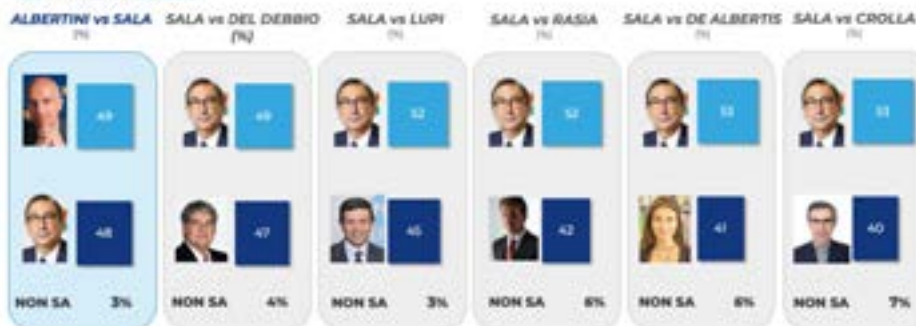 ALBERTINI vs SALA
(%)
SALA vs DEL DEBBIO
(%)
SALA vs LUPI
(%)
SALA vs RASIA
(%)
SALA vs DE ALBERTIS
(%)
SALA vs CROLLA
(%)
49 49 52 52 53 53
48 47 45 42 41 40
NON SA 3% NON SA 4% NON SA 3% NON SA 6% NON SA 6% NON SA 7%